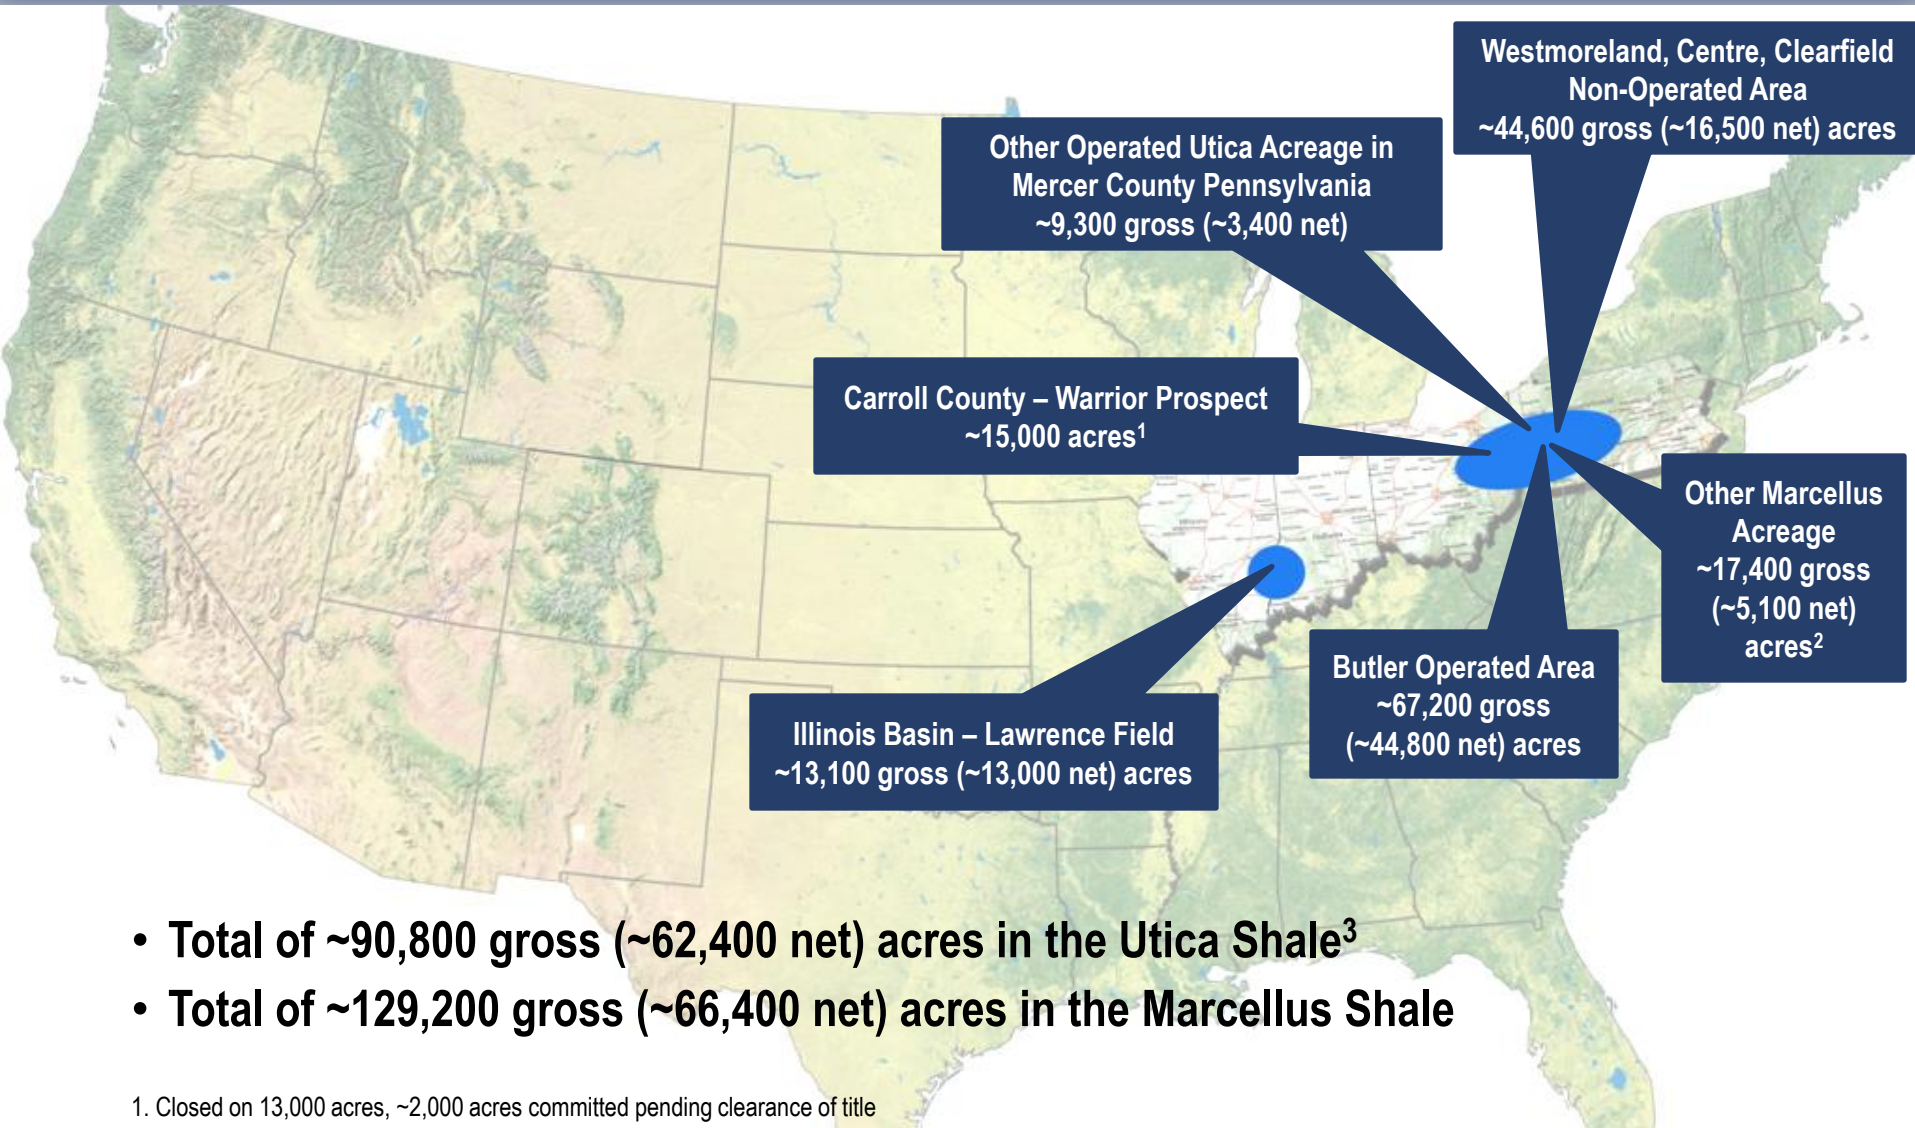 Westmoreland, Centre, Clearfield
Non-Operated Area
~44,600 gross (~16,500 net) acres
Other Operated Utica Acreage in
Mercer County Pennsylvania
~9,300 gross (~3,400 net)
Carroll County – Warrior Prospect
~15,000 acres¹
Other Marcellus
Acreage
~17,400 gross
(~5,100 net)
acres²
Butler Operated Area
~67,200 gross
(~44,800 net) acres
Illinois Basin – Lawrence Field
~13,100 gross (~13,000 net) acres
• Total of ~90,800 gross (~62,400 net) acres in the Utica Shale³
• Total of ~129,200 gross (~66,400 net) acres in the Marcellus Shale
1. Closed on 13,000 acres, ~2,000 acres committed pending clearance of title